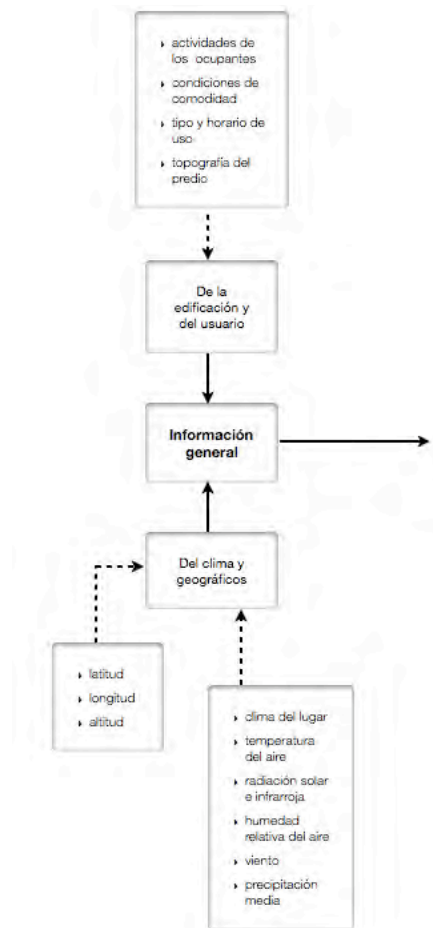 actividades de
los ocupantes
condiciones de
comodidad
tipo y horario de
uso
topografía del
predio
De la
edificación y
del usuario
Información
general
Del clima y
geográficos
latitud
longitud
altitud
clima del lugar
temperatura
del aire
radiación solar
e infrarroja
humedad
relativa del aire
viento
precipitación
media